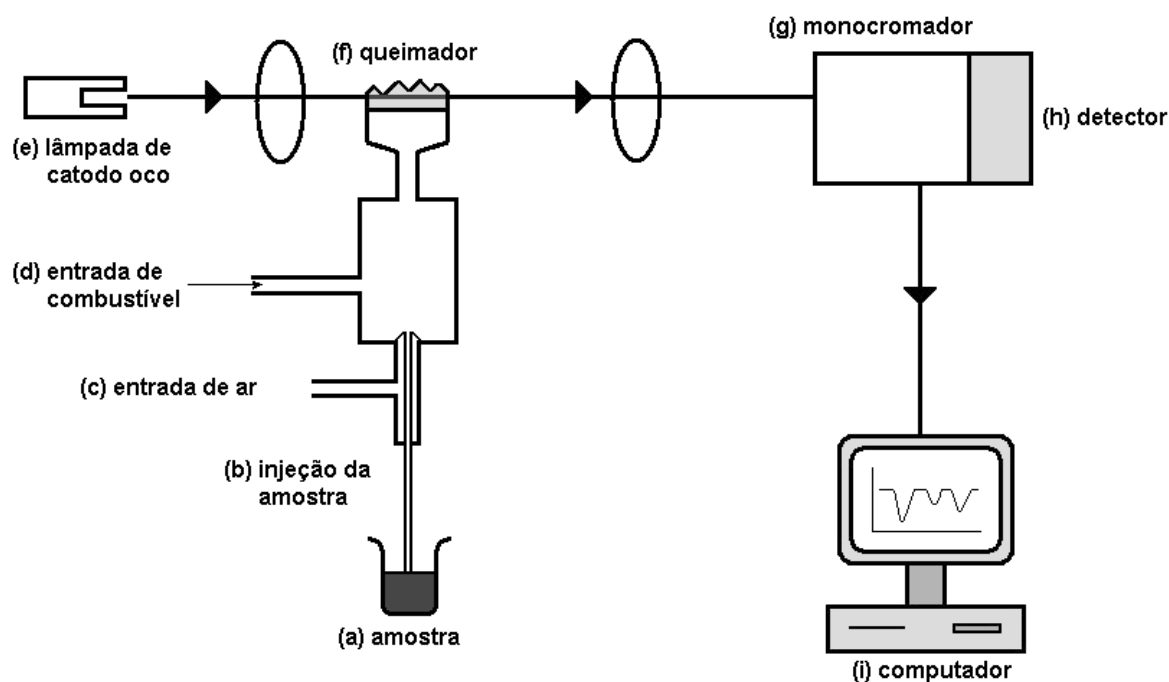 (g) monocromador
(f) queimador
(h) detector
(e) lâmpada de
catodo oco
(d) entrada de
combustível
(c) entrada de ar
(b) injeção da
amostra
(a) amostra
(i) computador